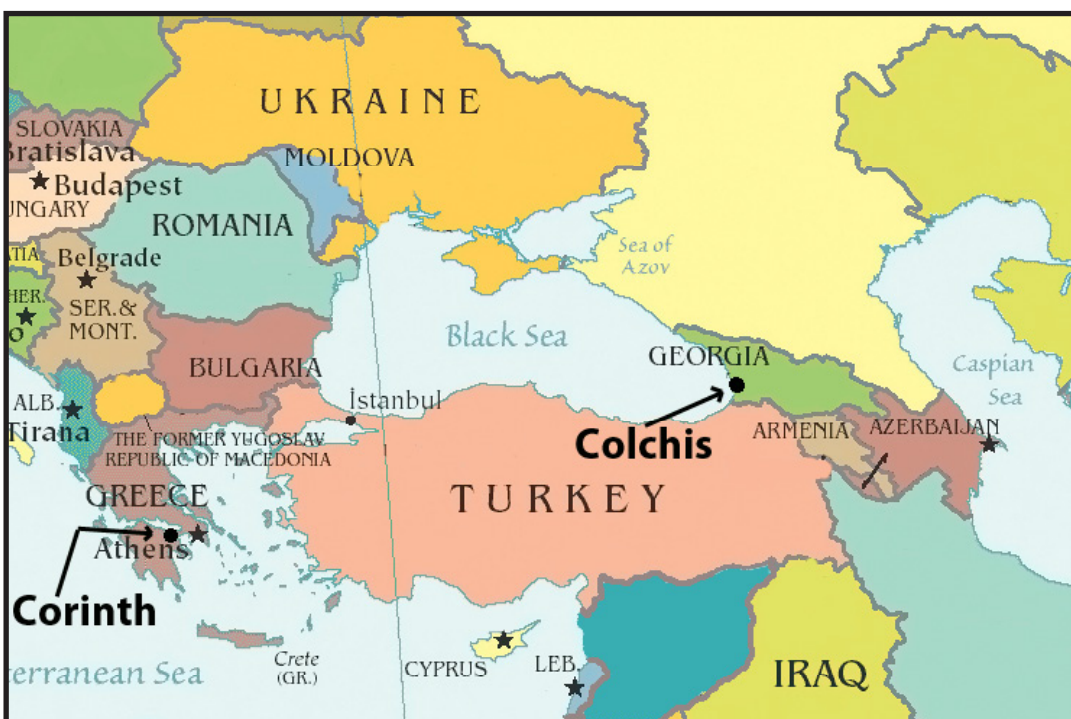 UKRAINE
SLOVAKIA
Bratislava
MOLDOVA
Budapest
UNGARY
ROMANIA
Sea of
Azov
ATIA
Belgrade
HER.
O
SER.&
MONT.
Black Sea
GEORGIA
Caspian
Sea
BULGARIA
ALB.
Tirana
İstanbul
Colchis
ARMENIA
AZERBAIJAN
THE FORMER YUGOSLAV
REPUBLIC OF MACEDONIA
GREECE
TURKEY
Athens
Corinth
Crete
(GR.)
CYPRUS
LEB.
IRAQ
terranean Sea